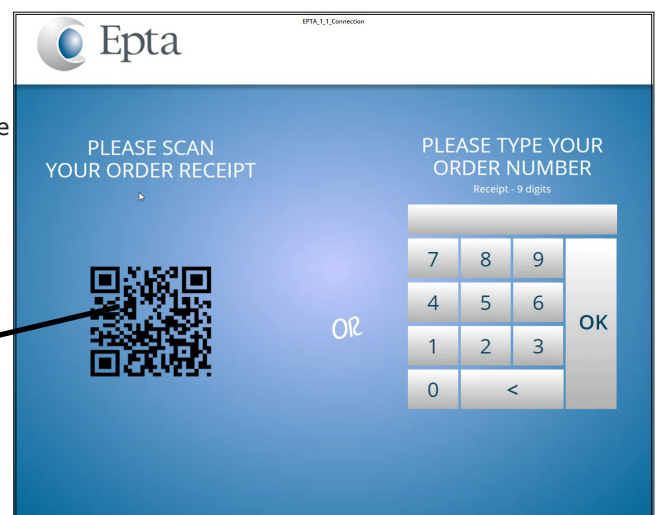 EPTA_1_1_Connection
Epta
e
PLEASE SCAN
YOUR ORDER RECEIPT
OR
PLEASE TYPE YOUR
ORDER NUMBER
Receipt - 9 digits
7 8 9
4 5 6
OK
1 2 3
0 <